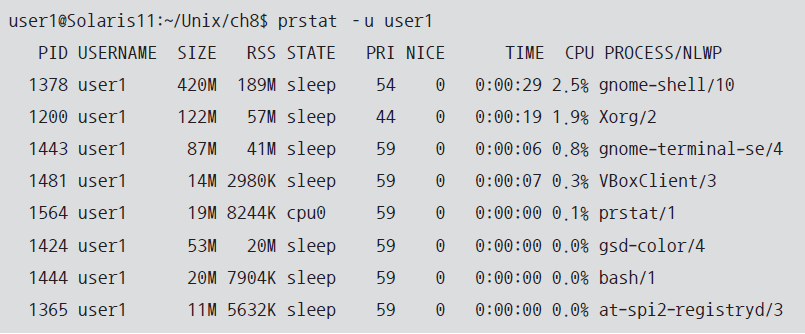 user1@Solaris11:~/Unix/ch8$ prstat -u user1
PID USERNAME SIZE RSS STATE PRI NICE TIME CPU PROCESS/NLWP
1378 user1 420M 189M sleep 54 0 0:00:29 2.5% gnome-shell/10
1200 user1 122M 57M sleep 44 0 0:00:19 1.9% Xorg/2
1443 user1 87M 41M sleep 59 0 0:00:06 0.8% gnome-terminal-se/4
1481 user1 14M 2980K sleep 59 0 0:00:07 0.3% VBoxClient/3
1564 user1 19M 8244K cpu0 59 0 0:00:00 0.1% prstat/1
1424 user1 53M 20M sleep 59 0 0:00:00 0.0% gsd-color/4
1444 user1 20M 7904K sleep 59 0 0:00:00 0.0% bash/1
1365 user1 11M 5632K sleep 59 0 0:00:00 0.0% at-spi2-registryd/3